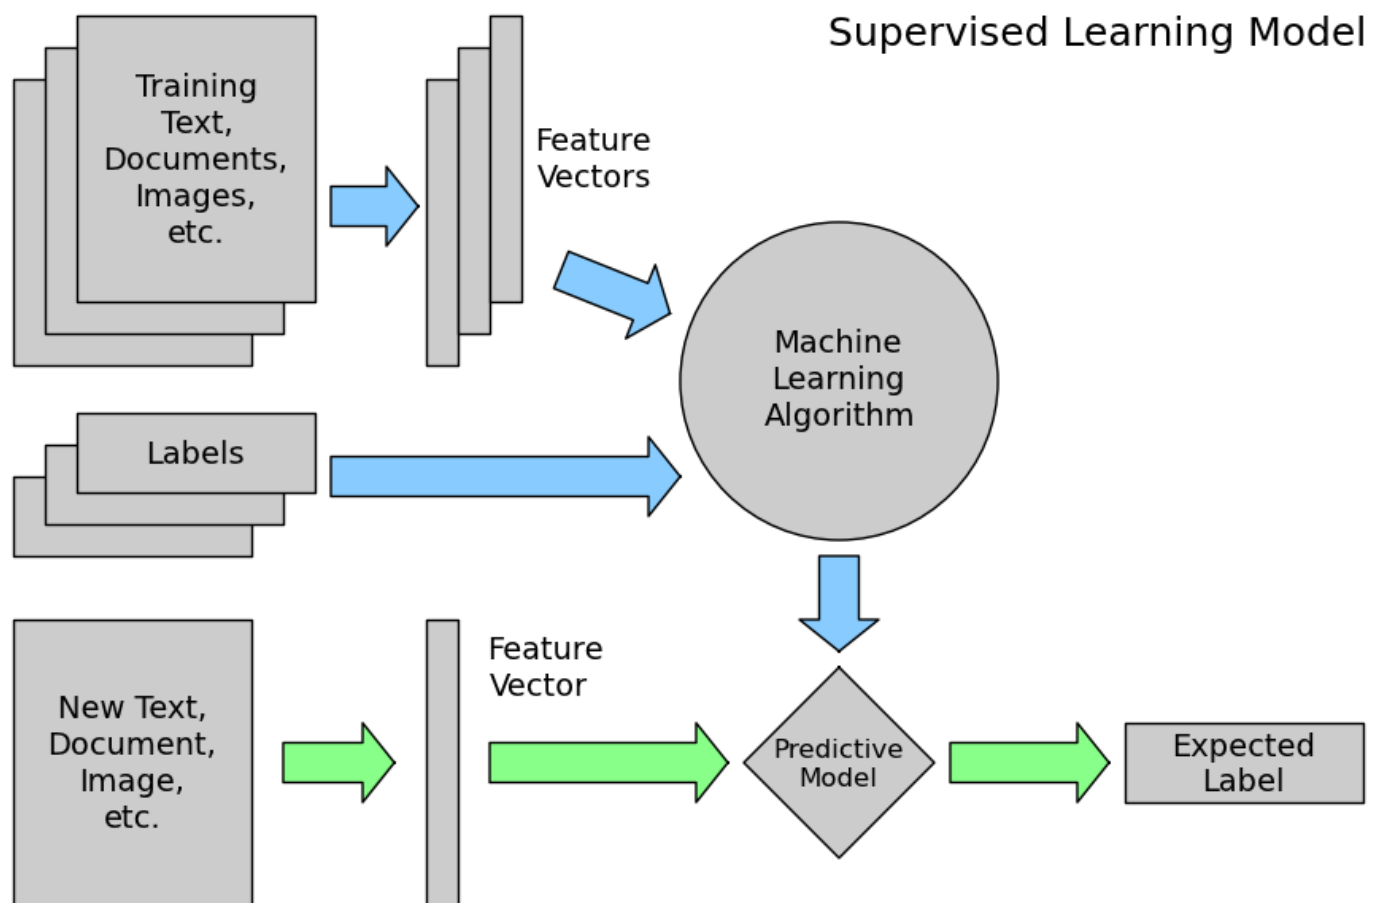 Supervised Learning Model
Training
Text,
Documents,
Images,
etc.
Feature
Vectors
Machine
Learning
Algorithm
Labels
New Text,
Document,
Image,
etc.
Feature
Vector
Predictive
Model
Expected
Label